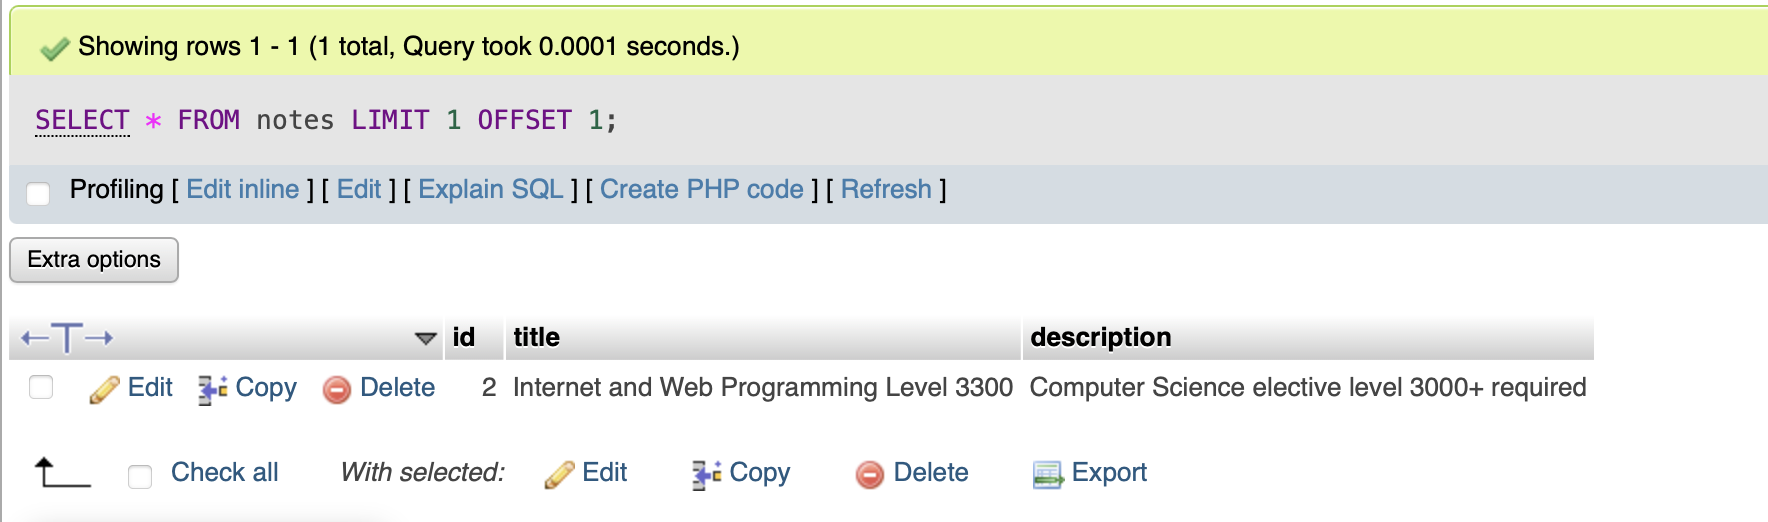 Showing rows 1 - 1 (1 total, Query took 0.0001 seconds.)
SELECT * FROM notes LIMIT 1 OFFSET 1;
Profiling [ Edit inline ] [ Edit ] [ Explain SQL ] [ Create PHP code ] [ Refresh ]
Extra options
id title description
Edit Copy Delete 2 Internet and Web Programming Level 3300 Computer Science elective level 3000+ required
Check all With selected: Edit Copy Delete Export